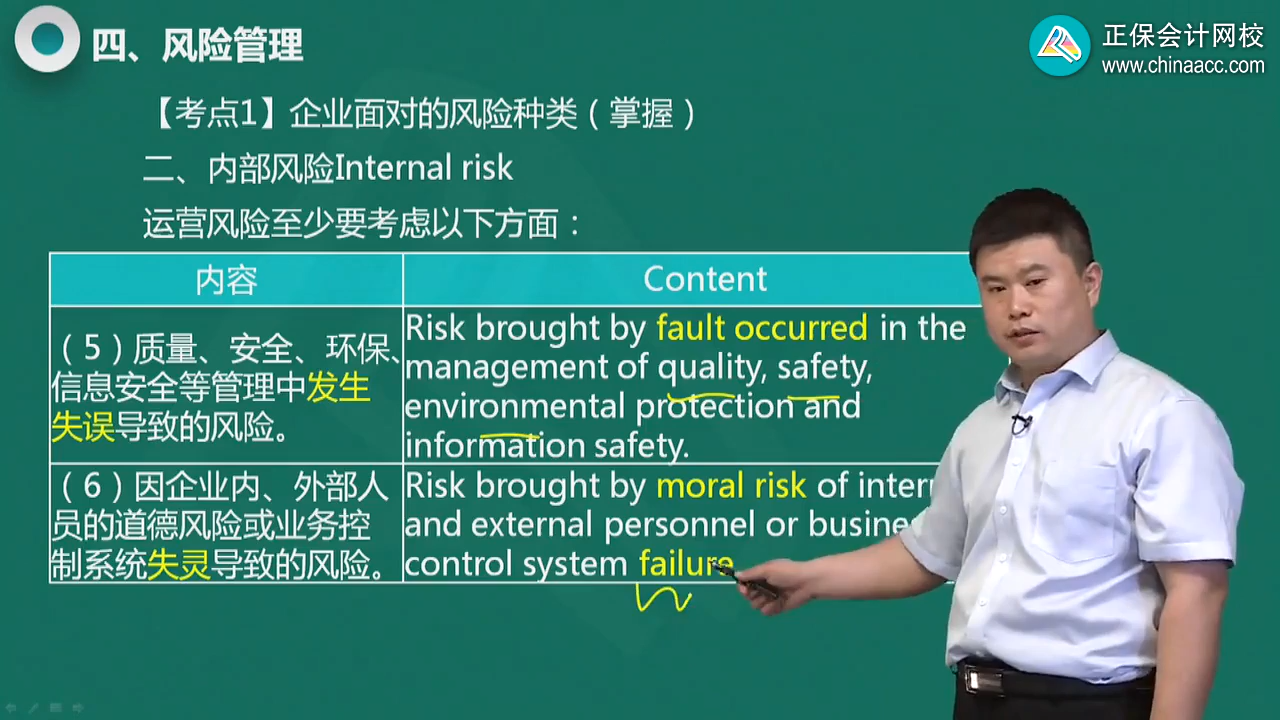 四、风险管理
正保会计网校
www.chinaacc.com
【考点1】企业面对的风险种类（掌握）
二、内部风险Internal risk
运营风险至少要考虑以下方面：
内容
Content
（5）质量、安全、环保、
信息安全等管理中发生
失误导致的风险。
Risk brought by fault occurred in the
management of quality, safety,
environmental protection and
information safety.
（6）因企业内、外部人
员的道德风险或业务控
制系统失灵导致的风险。
Risk brought by moral risk of
and external personnel or
control system failure